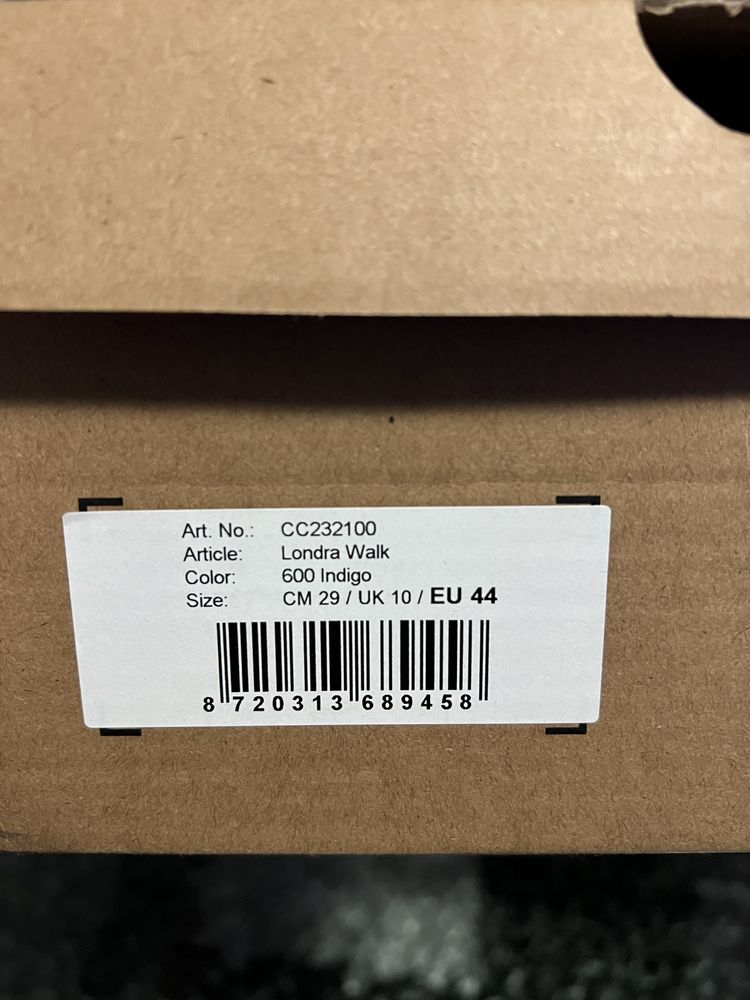 Art. No.: CC232100
Article: Londra Walk
Color: 600 Indigo
Size: CM 29 / UK 10 / EU 44
8 720313 689458